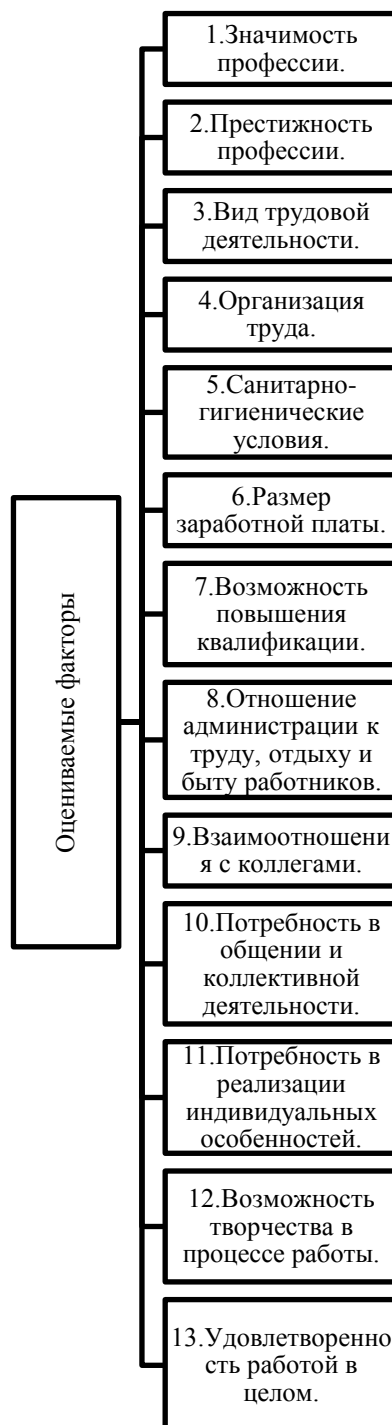 Оцениваемые факторы
1.Значимость
профессии.
2.Престижность
профессии.
3.Вид трудовой
деятельности.
4.Организация
труда.
5.Санитарно-
гигиенические
условия.
6.Размер
заработной платы.
7.Возможность
повышения
квалификации.
8.Отношение
администрации к
труду, отдыху и
быту работников.
9.Взаимоотношени
я с коллегами.
10.Потребность в
общении и
коллективной
деятельности.
11.Потребность в
реализации
индивидуальных
особенностей.
12.Возможность
творчества в
процессе работы.
13.Удовлетворенно
сть работой в
целом.